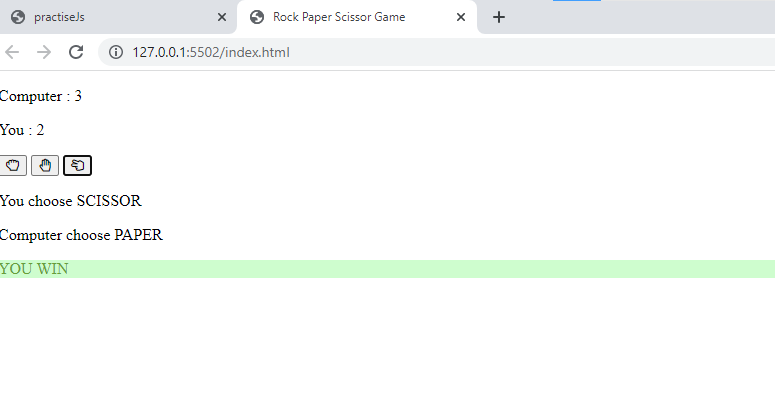 practiseJs
Rock Paper Scissor Game
127.0.0.1:5502/index.html
Computer : 3
You : 2
You choose SCISSOR
Computer choose PAPER
YOU WIN